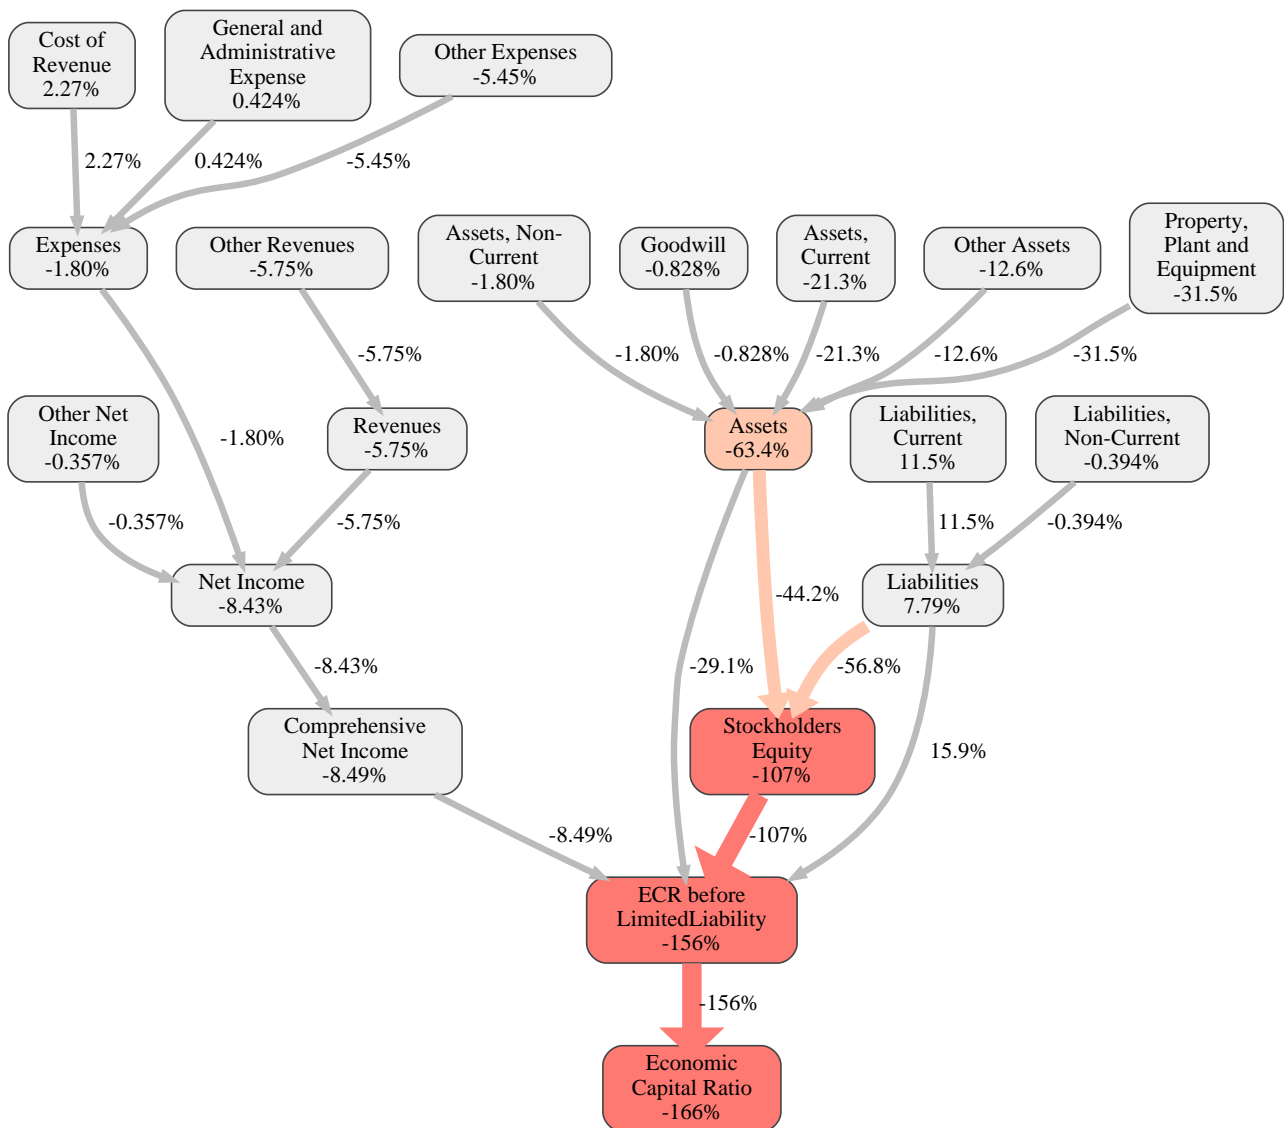 Cost of
Revenue
2.27%
General and
Administrative
Expense
0.424%
Other Expenses
-5.45%
2.27%
0.424%
-5.45%
Expenses
-1.80%
Other Revenues
-5.75%
Assets, Non-
Current
-1.80%
Goodwill
-0.828%
Assets,
Current
-21.3%
Other Assets
-12.6%
Property,
Plant and
Equipment
-31.5%
-5.75%
-1.80%
-0.828%
-21.3%
-12.6%
-31.5%
Other Net
Income
-0.357%
-1.80%
Revenues
-5.75%
Assets
-63.4%
Liabilities,
Current
11.5%
Liabilities,
Non-Current
-0.394%
-0.357%
-5.75%
11.5%
-0.394%
Net Income
-8.43%
-44.2%
Liabilities
7.79%
-8.43%
-29.1%
-56.8%
Comprehensive
Net Income
-8.49%
Stockholders
Equity
-107%
15.9%
-8.49%
-107%
ECR before
LimitedLiability
-156%
-156%
Economic
Capital Ratio
-166%